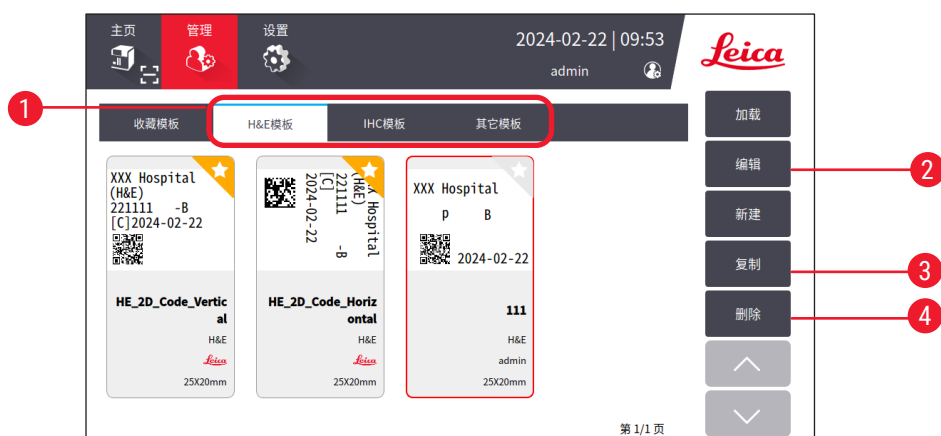 主页
管理
设置
2024-02-22 | 09:53
admin
Leica
1
收藏模板
H&E模板
IHC模板
其它模板
加载
编辑
2
新建
复制
3
删除
4
XXX Hospital
(H&E)
221111 -B
[C]2024-02-22
HE_2D_Code_Vertic
al
H&E
Leica
25X20mm
X Hospital
(H&E)
221111 -B
[C]
2024-02-22
HE_2D_Code_Horiz
ontal
H&E
Leica
25X20mm
XXX Hospital
p B
2024-02-22
111
H&E
admin
25X20mm
第 1/1 页